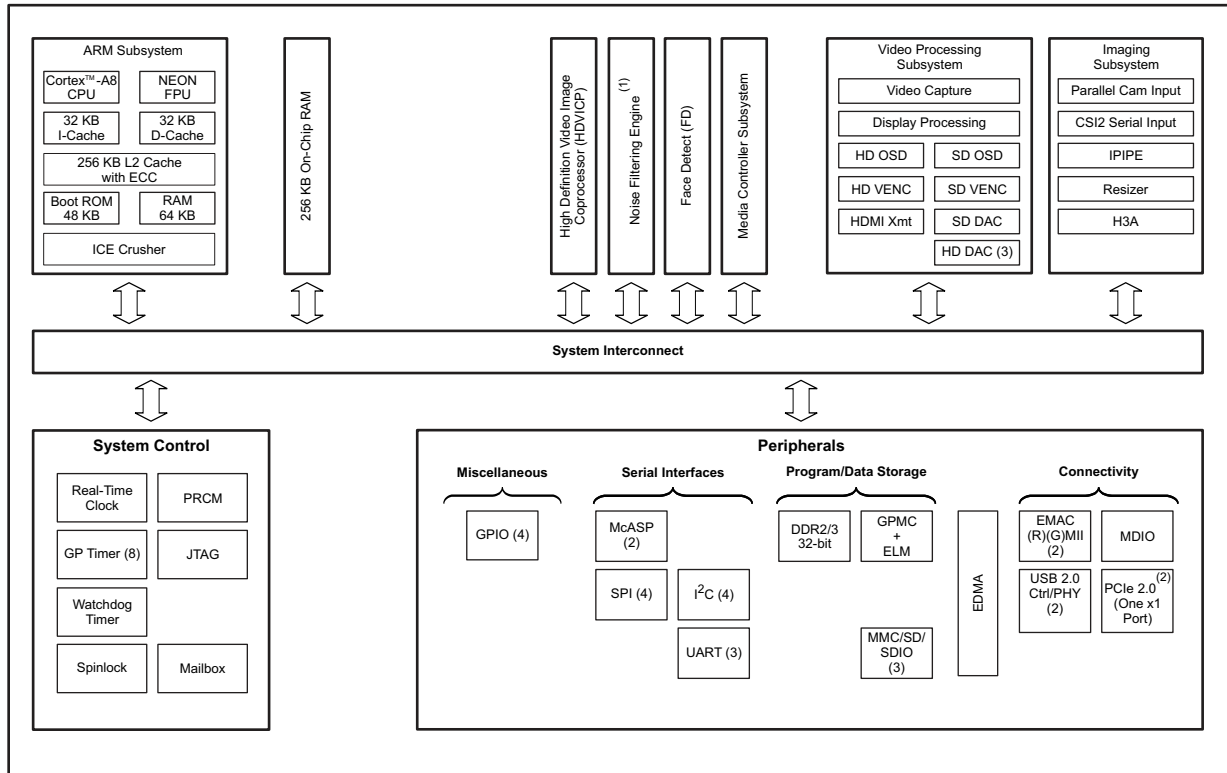 ARM Subsystem
Cortex™-A8
CPU
NEON
FPU
32 KB
I-Cache
32 KB
D-Cache
256 KB L2 Cache
with ECC
Boot ROM
48 KB
RAM
64 KB
ICE Crusher
256 KB On-Chip RAM
High Definition Video Image
Coprocessor (HDVICP)
Noise Filtering Engine (1)
Face Detect (FD)
Media Controller Subsystem
Video Processing
Subsystem
Video Capture
Display Processing
HD OSD
SD OSD
HD VENC
SD VENC
HDMI Xmt
SD DAC
HD DAC (3)
Imaging
Subsystem
Parallel Cam Input
CSI2 Serial Input
IPIPE
Resizer
H3A
System Interconnect
System Control
Real-Time
Clock
PRCM
GP Timer (8)
JTAG
Watchdog
Timer
Spinlock
Mailbox
Peripherals
Miscellaneous
GPIO (4)
Serial Interfaces
McASP
(2)
SPI (4)
I²C (4)
UART (3)
Program/Data Storage
DDR2/3
32-bit
GPMC
+
ELM
MMC/SD/
SDIO
(3)
EDMA
Connectivity
EMAC
(R)(G)MII
(2)
MDIO
USB 2.0
Ctrl/PHY
(2)
PCIe 2.0 (2)
(One x1
Port)